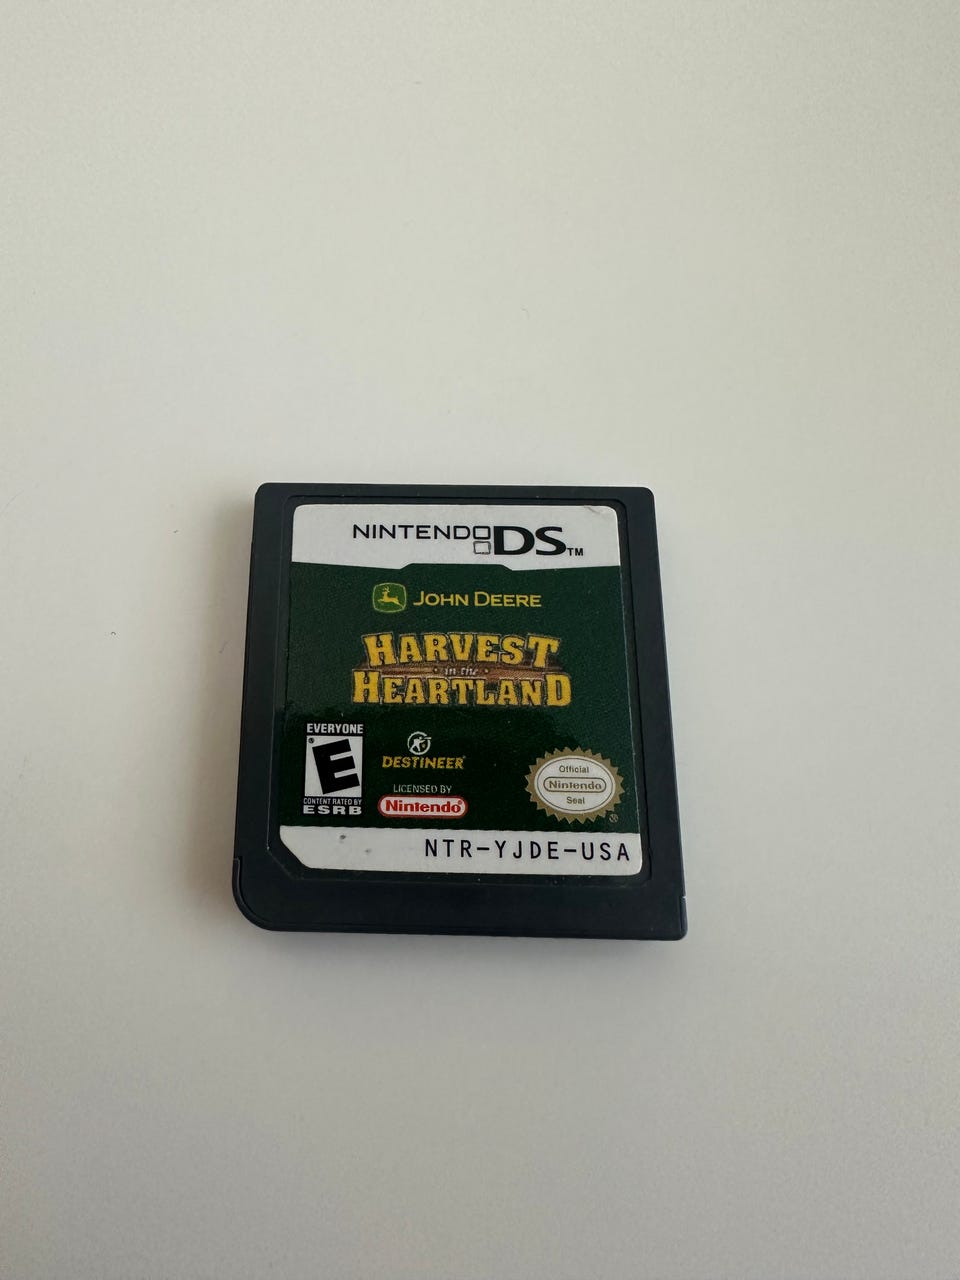 NINTENDO DS™
JOHN DEERE
HARVEST
in the
HEARTLAND
EVERYONE
E
CONTENT RATED BY
ESRB
DESTINEER
LICENSED BY
Nintendo®
Official
Nintendo
Seal
NTR-YJDE-USA